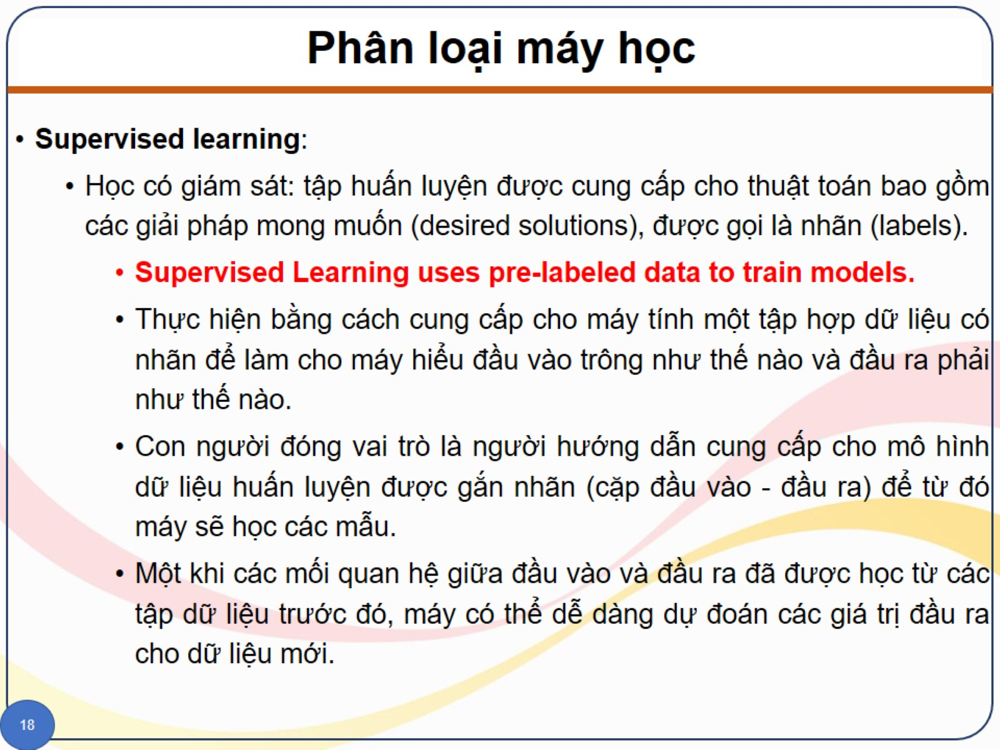 Phân loại máy học
• Supervised learning:
• Học có giám sát: tập huấn luyện được cung cấp cho thuật toán bao gồm
các giải pháp mong muốn (desired solutions), được gọi là nhãn (labels).
• Supervised Learning uses pre-labeled data to train models.
• Thực hiện bằng cách cung cấp cho máy tính một tập hợp dữ liệu có
nhãn để làm cho máy hiểu đầu vào trông như thế nào và đầu ra phải
như thế nào.
• Con người đóng vai trò là người hướng dẫn cung cấp cho mô hình
dữ liệu huấn luyện được gắn nhãn (cặp đầu vào - đầu ra) để từ đó
máy sẽ học các mẫu.
• Một khi các mối quan hệ giữa đầu vào và đầu ra đã được học từ các
tập dữ liệu trước đó, máy có thể dễ dàng dự đoán các giá trị đầu ra
cho dữ liệu mới.
18